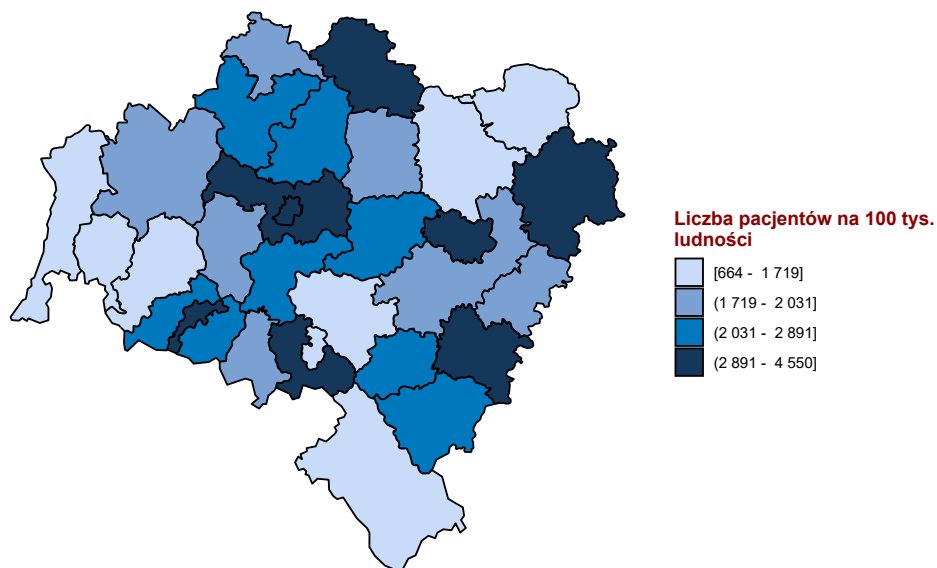 Liczba pacjentów na 100 tys.
ludności
[664 - 1 719]
(1 719 - 2 031]
(2 031 - 2 891]
(2 891 - 4 550]